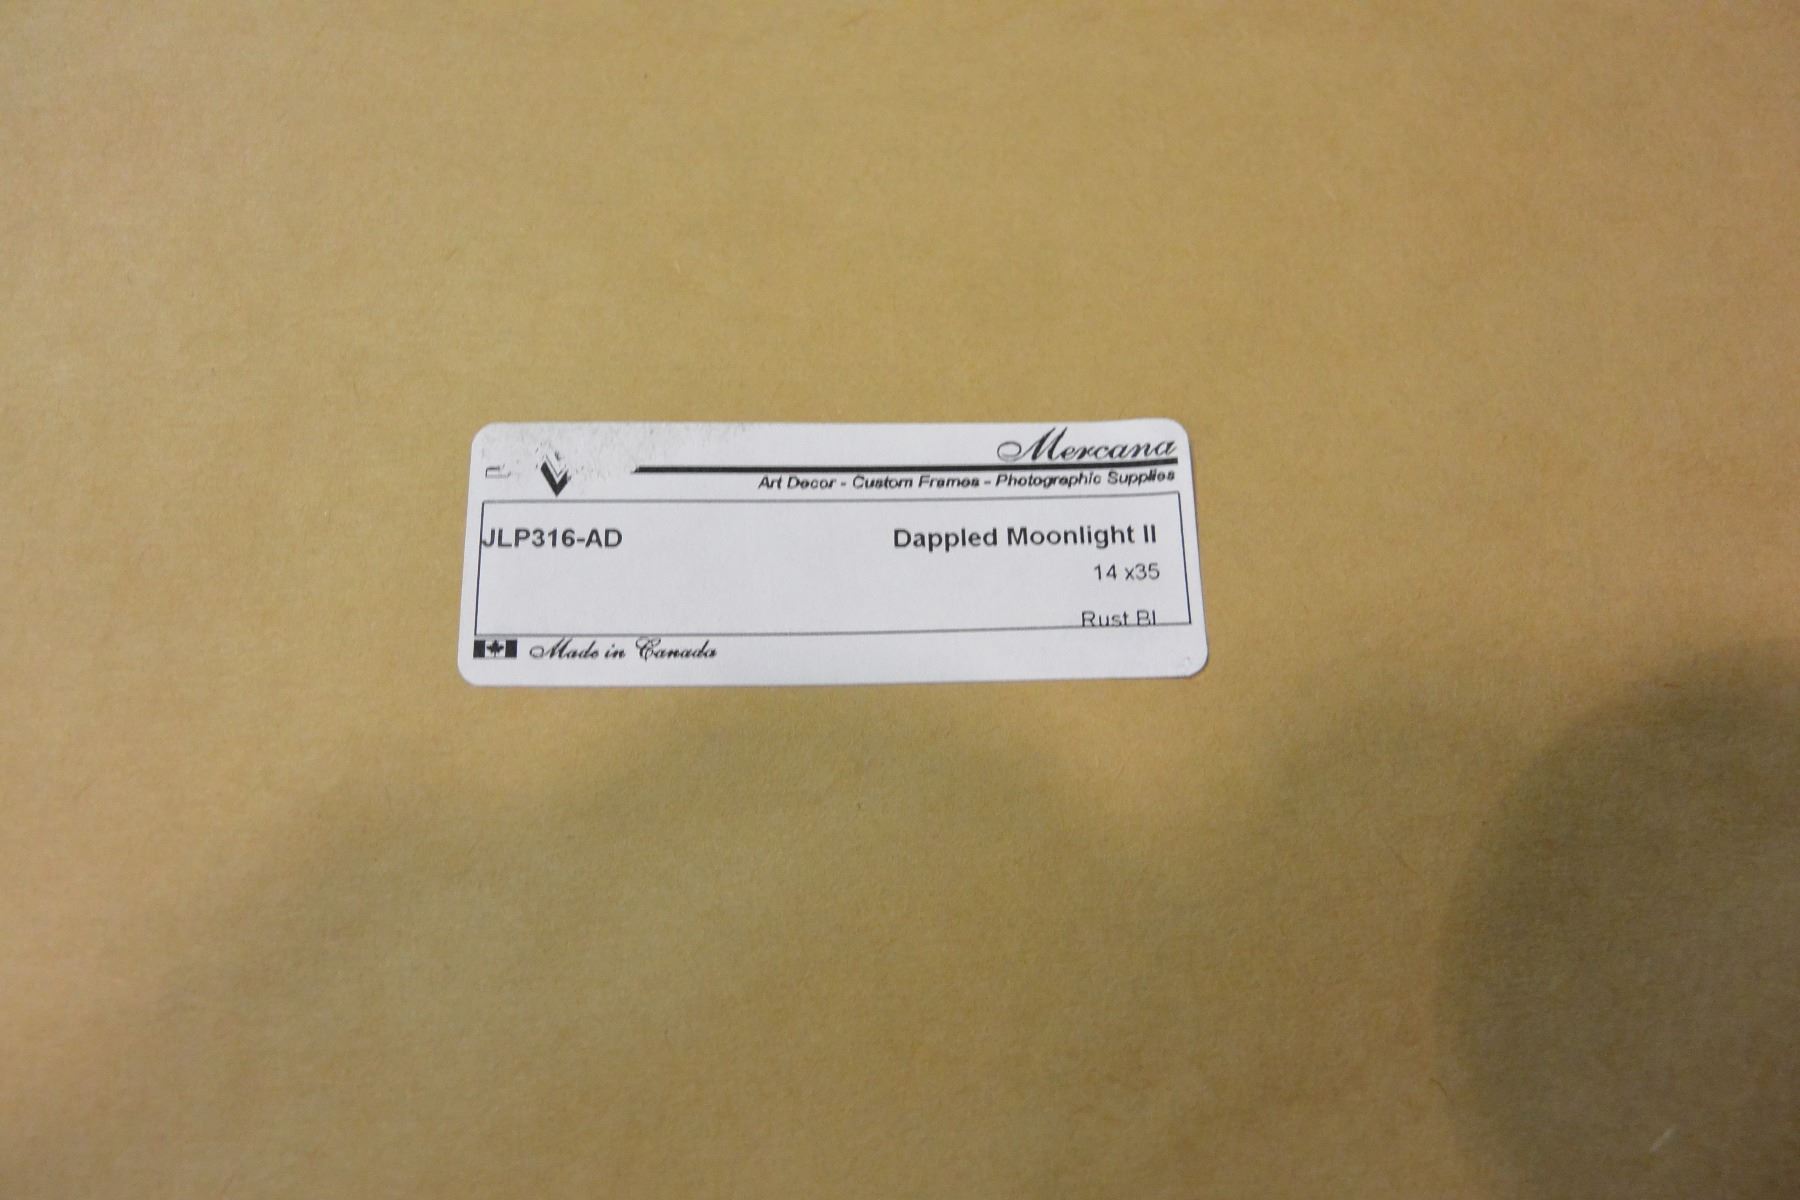 Mercana
Art Decor - Custom Frames - Photographic Supplies
JLP316-AD
Dappled Moonlight II
14 x35
Rust Bl
Made in Canada